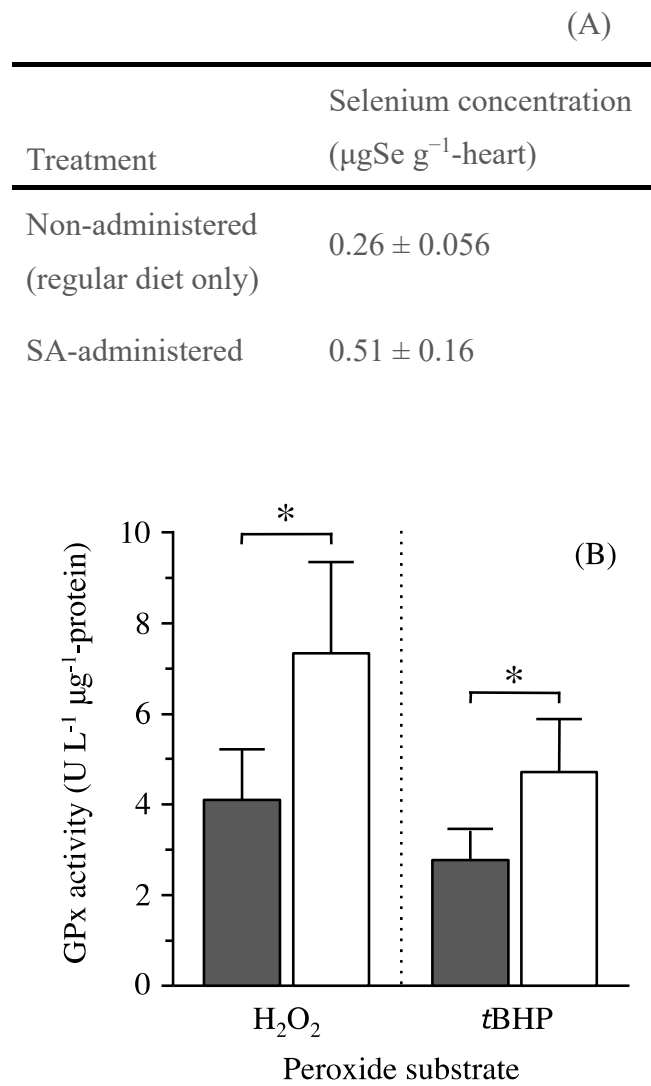 (A)
Treatment
Selenium concentration
(μgSe g⁻¹-heart)
Non-administered
(regular diet only)
0.26 ± 0.056
SA-administered
0.51 ± 0.16
(B)
GPx activity (U L⁻¹ μg⁻¹-protein)
10
8
6
4
2
0
*
*
H₂O₂
tBHP
Peroxide substrate